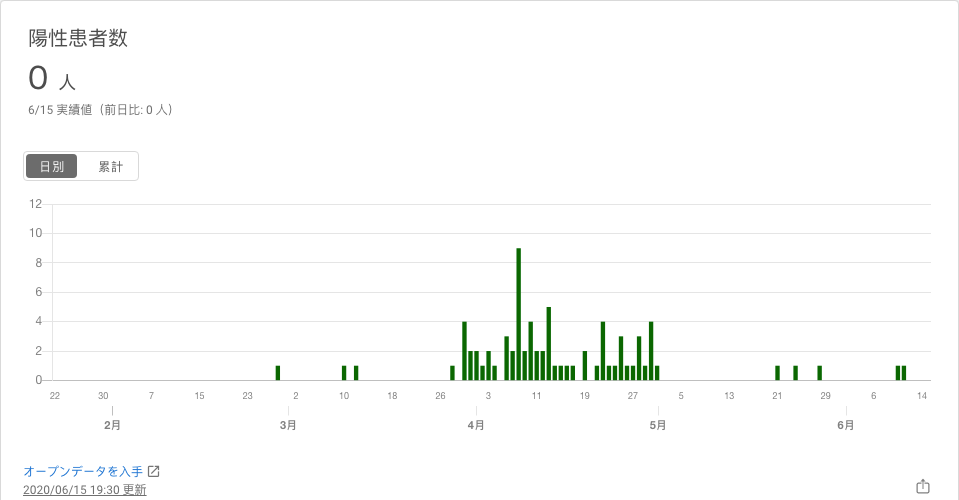 陽性患者数
0 人
6/15 実績値（前日比: 0 人）
日別 累計
12
10
8
6
4
2
0
22 30 7 15 23 2 10 18 26 3 11 19 27 5 13 21 29 6 14
2月 3月 4月 5月 6月
オープンデータを入手
2020/06/15 19:30 更新